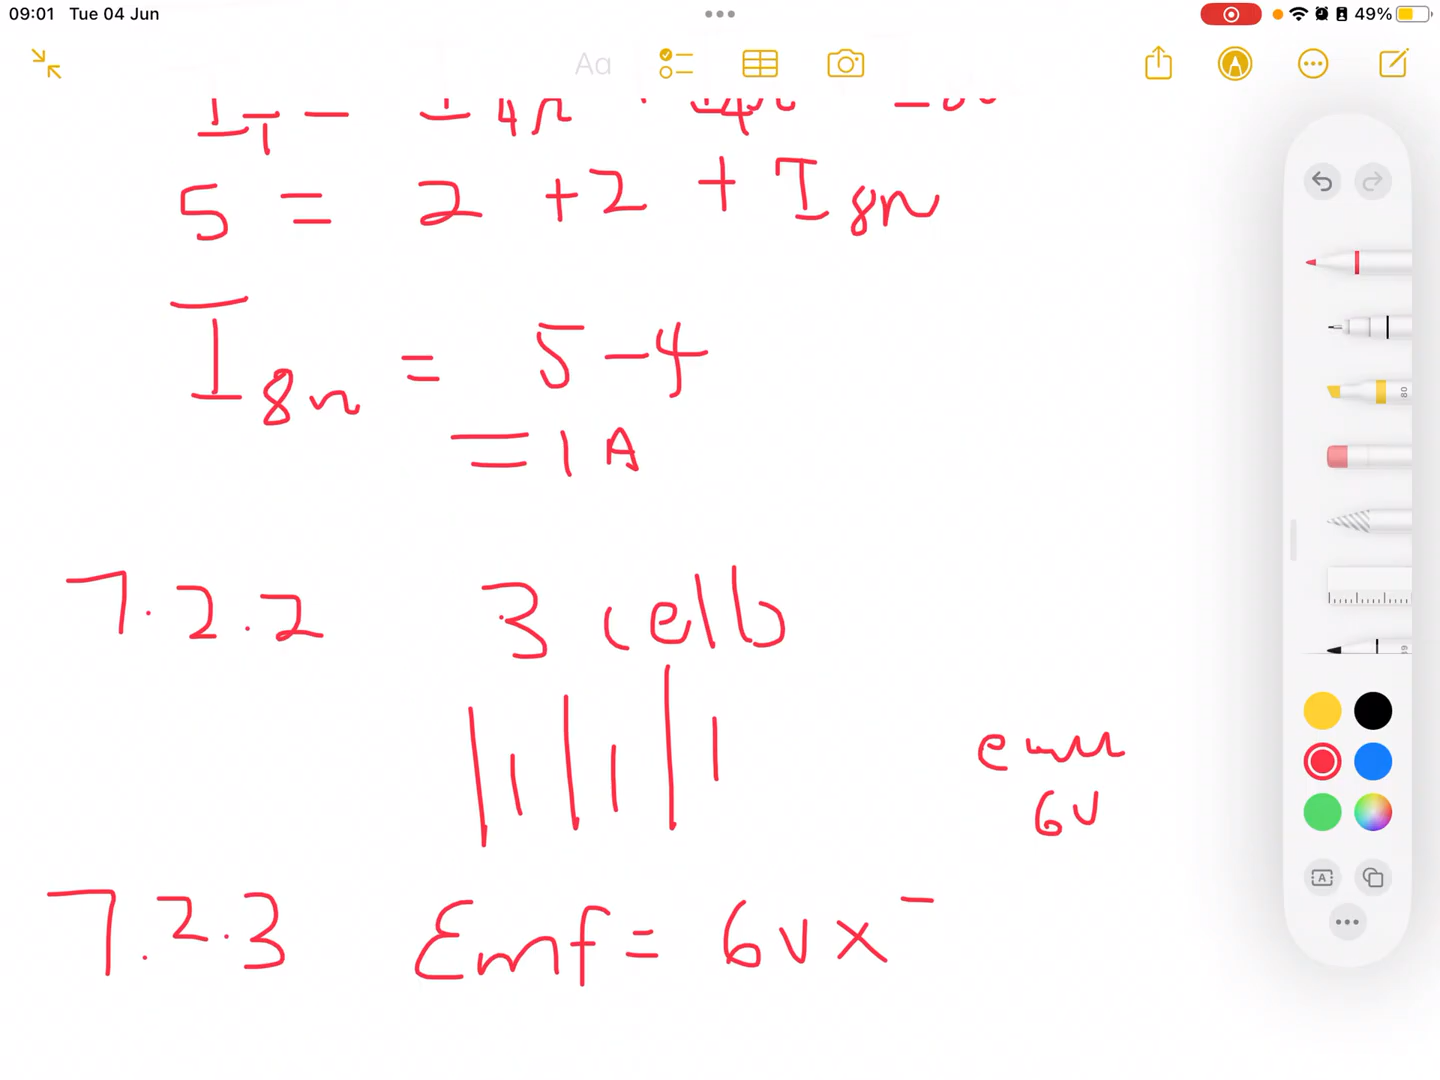 09:01 Tue 04 Jun
49%
Aa
5 = 2 + 2 + I 8Ω
I 8Ω = 5 - 4
= 1 A
7.2.2 3 cells
6V
7.2.3 Emf = 6V x
80
A